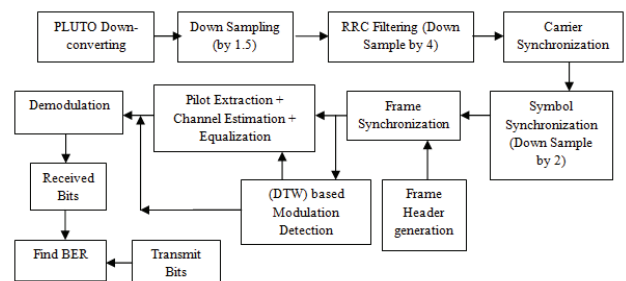 PLUTO Down-
converting
Down Sampling
(by 1.5)
RRC Filtering (Down
Sample by 4)
Carrier
Synchronization
Demodulation
Pilot Extraction +
Channel Estimation +
Equalization
Frame
Synchronization
Symbol
Synchronization
(Down Sample
by 2)
Received
Bits
(DTW) based
Modulation
Detection
Frame
Header
generation
Find BER
Transmit
Bits